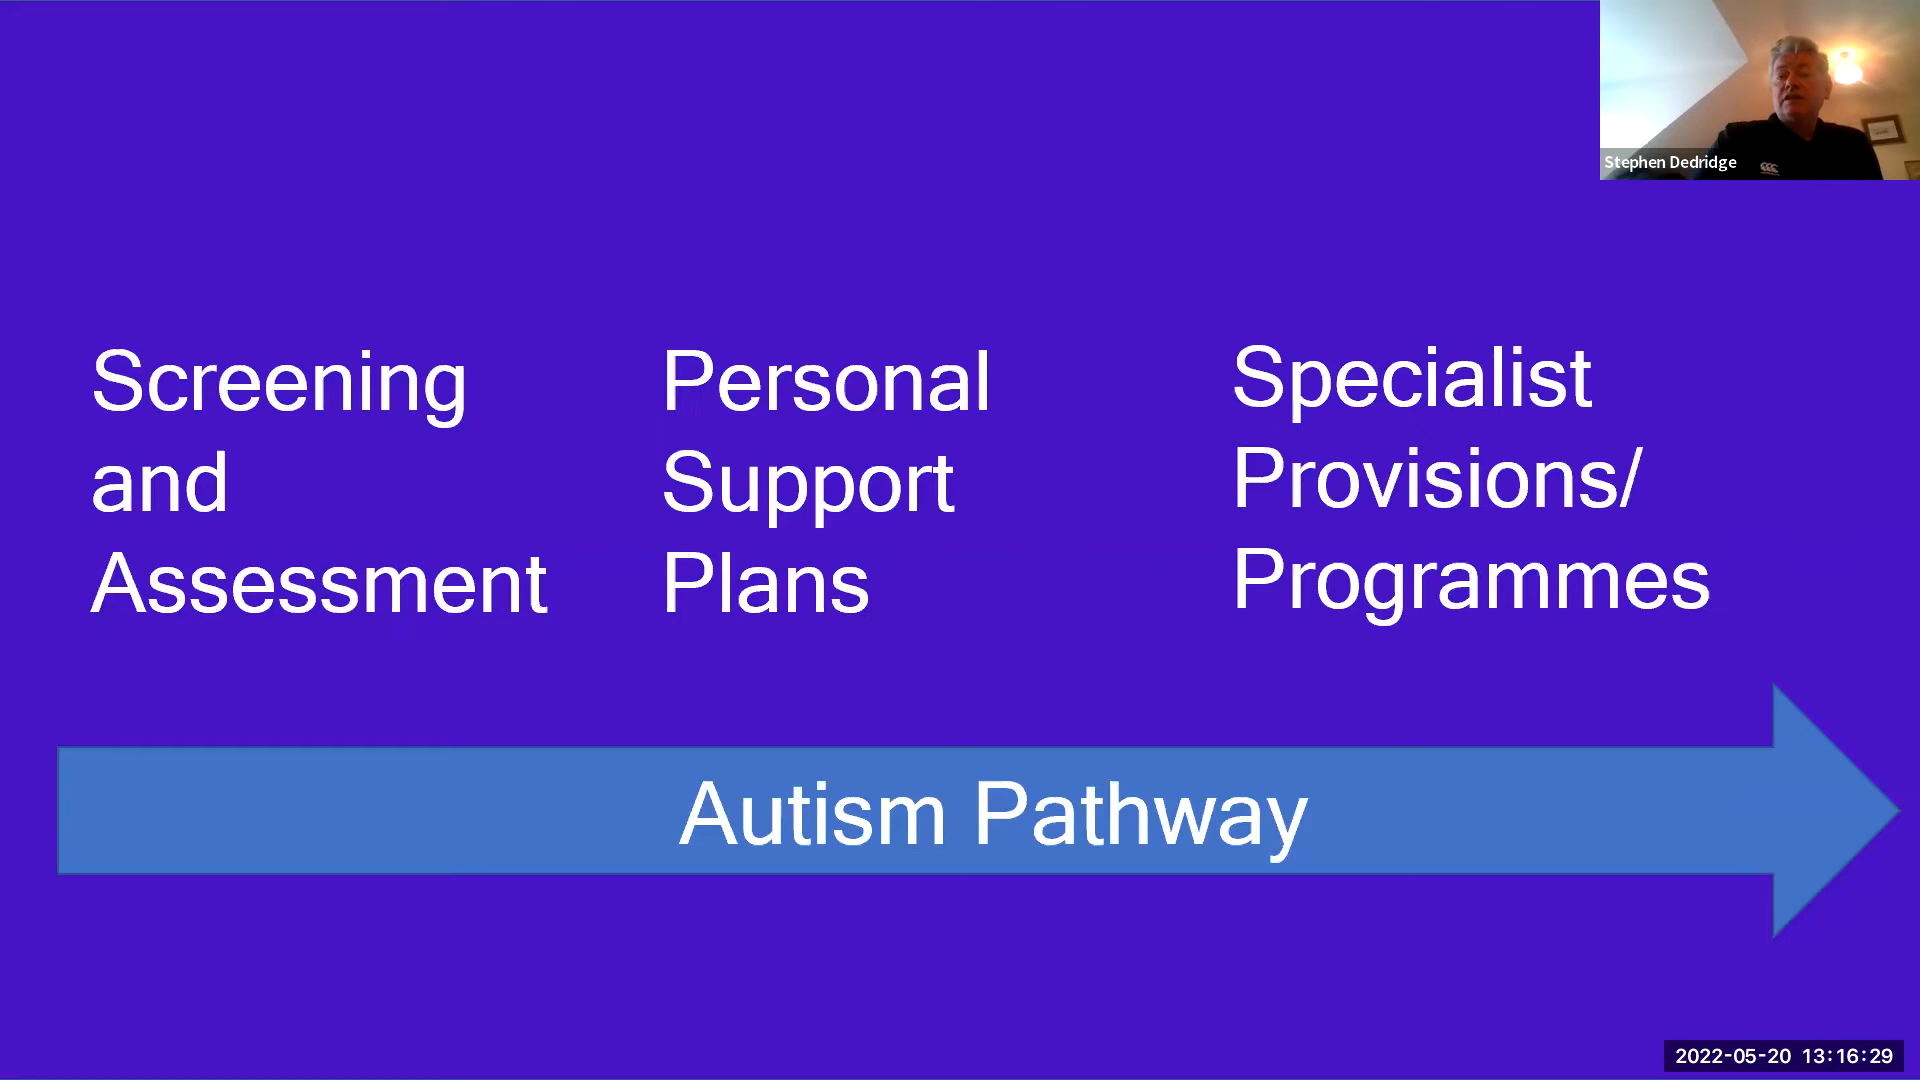 Stephen Dedridge
Screening
and
Assessment
Personal
Support
Plans
Specialist
Provisions/
Programmes
Autism Pathway
2022-05-20 13:16:29